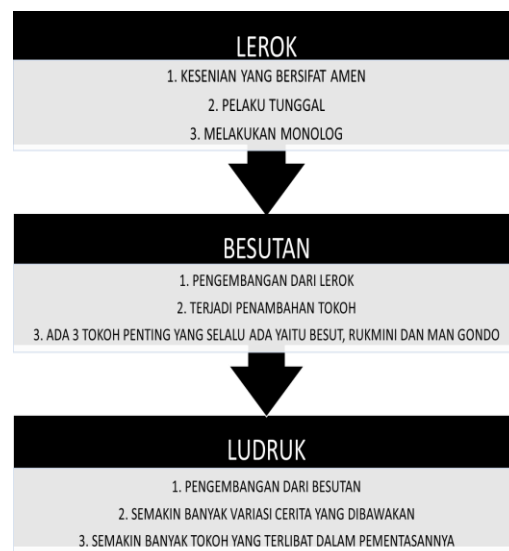 LEROK
1. KESENIAN YANG BERSIFAT AMEN
2. PELAKU TUNGGAL
3. MELAKUKAN MONOLOG
BESUTAN
1. PENGEMBANGAN DARI LEROK
2. TERJADI PENAMBAHAN TOKOH
3. ADA 3 TOKOH PENTING YANG SELALU ADA YAITU BESUT, RUKMINI DAN MAN GONDO
LUDRUK
1. PENGEMBANGAN DARI BESUTAN
2. SEMAKIN BANYAK VARIASI CERITA YANG DIBAWAKAN
3. SEMAKIN BANYAK TOKOH YANG TERLIBAT DALAM PEMENTASANNYA